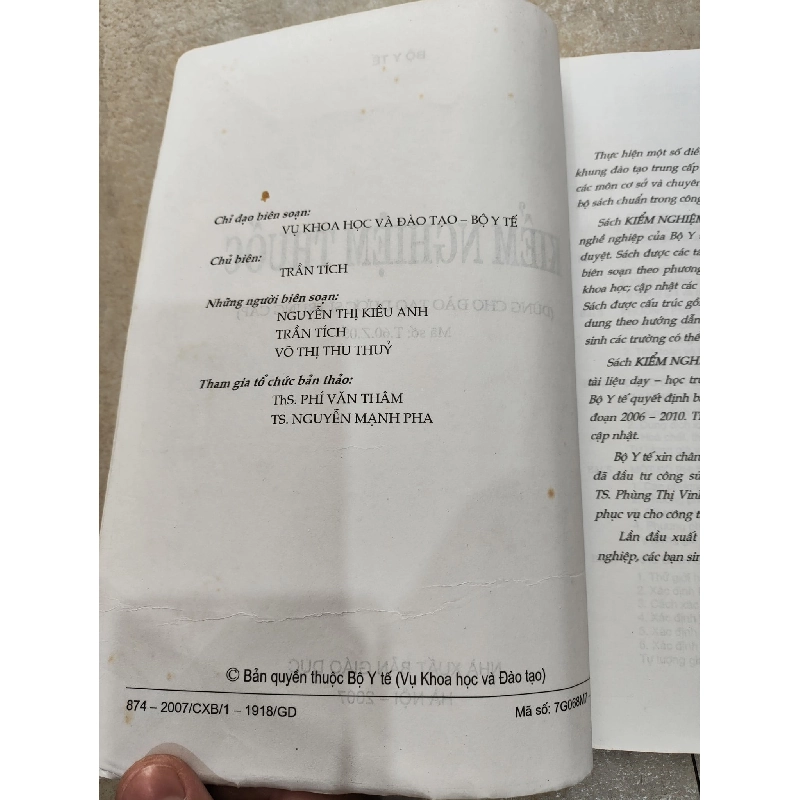 Chỉ đạo biên soạn:
VỤ KHOA HỌC VÀ ĐÀO TẠO – BỘ Y TẾ
Chủ biên:
TRẦN TÍCH
Những người biên soạn:
NGUYỄN THỊ KIỀU ANH
TRẦN TÍCH
VÕ THỊ THU THUỶ
Tham gia tổ chức bản thảo:
ThS. PHÍ VĂN THÂM
TS. NGUYỄN MẠNH PHA
© Bản quyền thuộc Bộ Y tế (Vụ Khoa học và Đào tạo)
874 – 2007/CXB/1 – 1918/GD
Mã số: 7G068M7
Thực hiện một số điề
khung đào tạo trung cấp
các môn cơ sở và chuyên
bộ sách chuẩn trong công
Sách KIỂM NGHIỆM
nghề nghiệp của Bộ Y
duyệt. Sách được các tá
biên soạn theo phương
khoa học; cập nhật các
Sách được cấu trúc gồ
dung theo hướng dẫn
sinh các trường có thể
Sách KIỂM NGHIỆ
tài liệu dạy – học tr
Bộ Y tế quyết định b
đoạn 2006 – 2010. T
cập nhật.
Bộ Y tế xin chân
đã đầu tư công sứ
TS. Phùng Thị Vin
phục vụ cho công t
Lần đầu xuất
nghiệp, các bạn sin